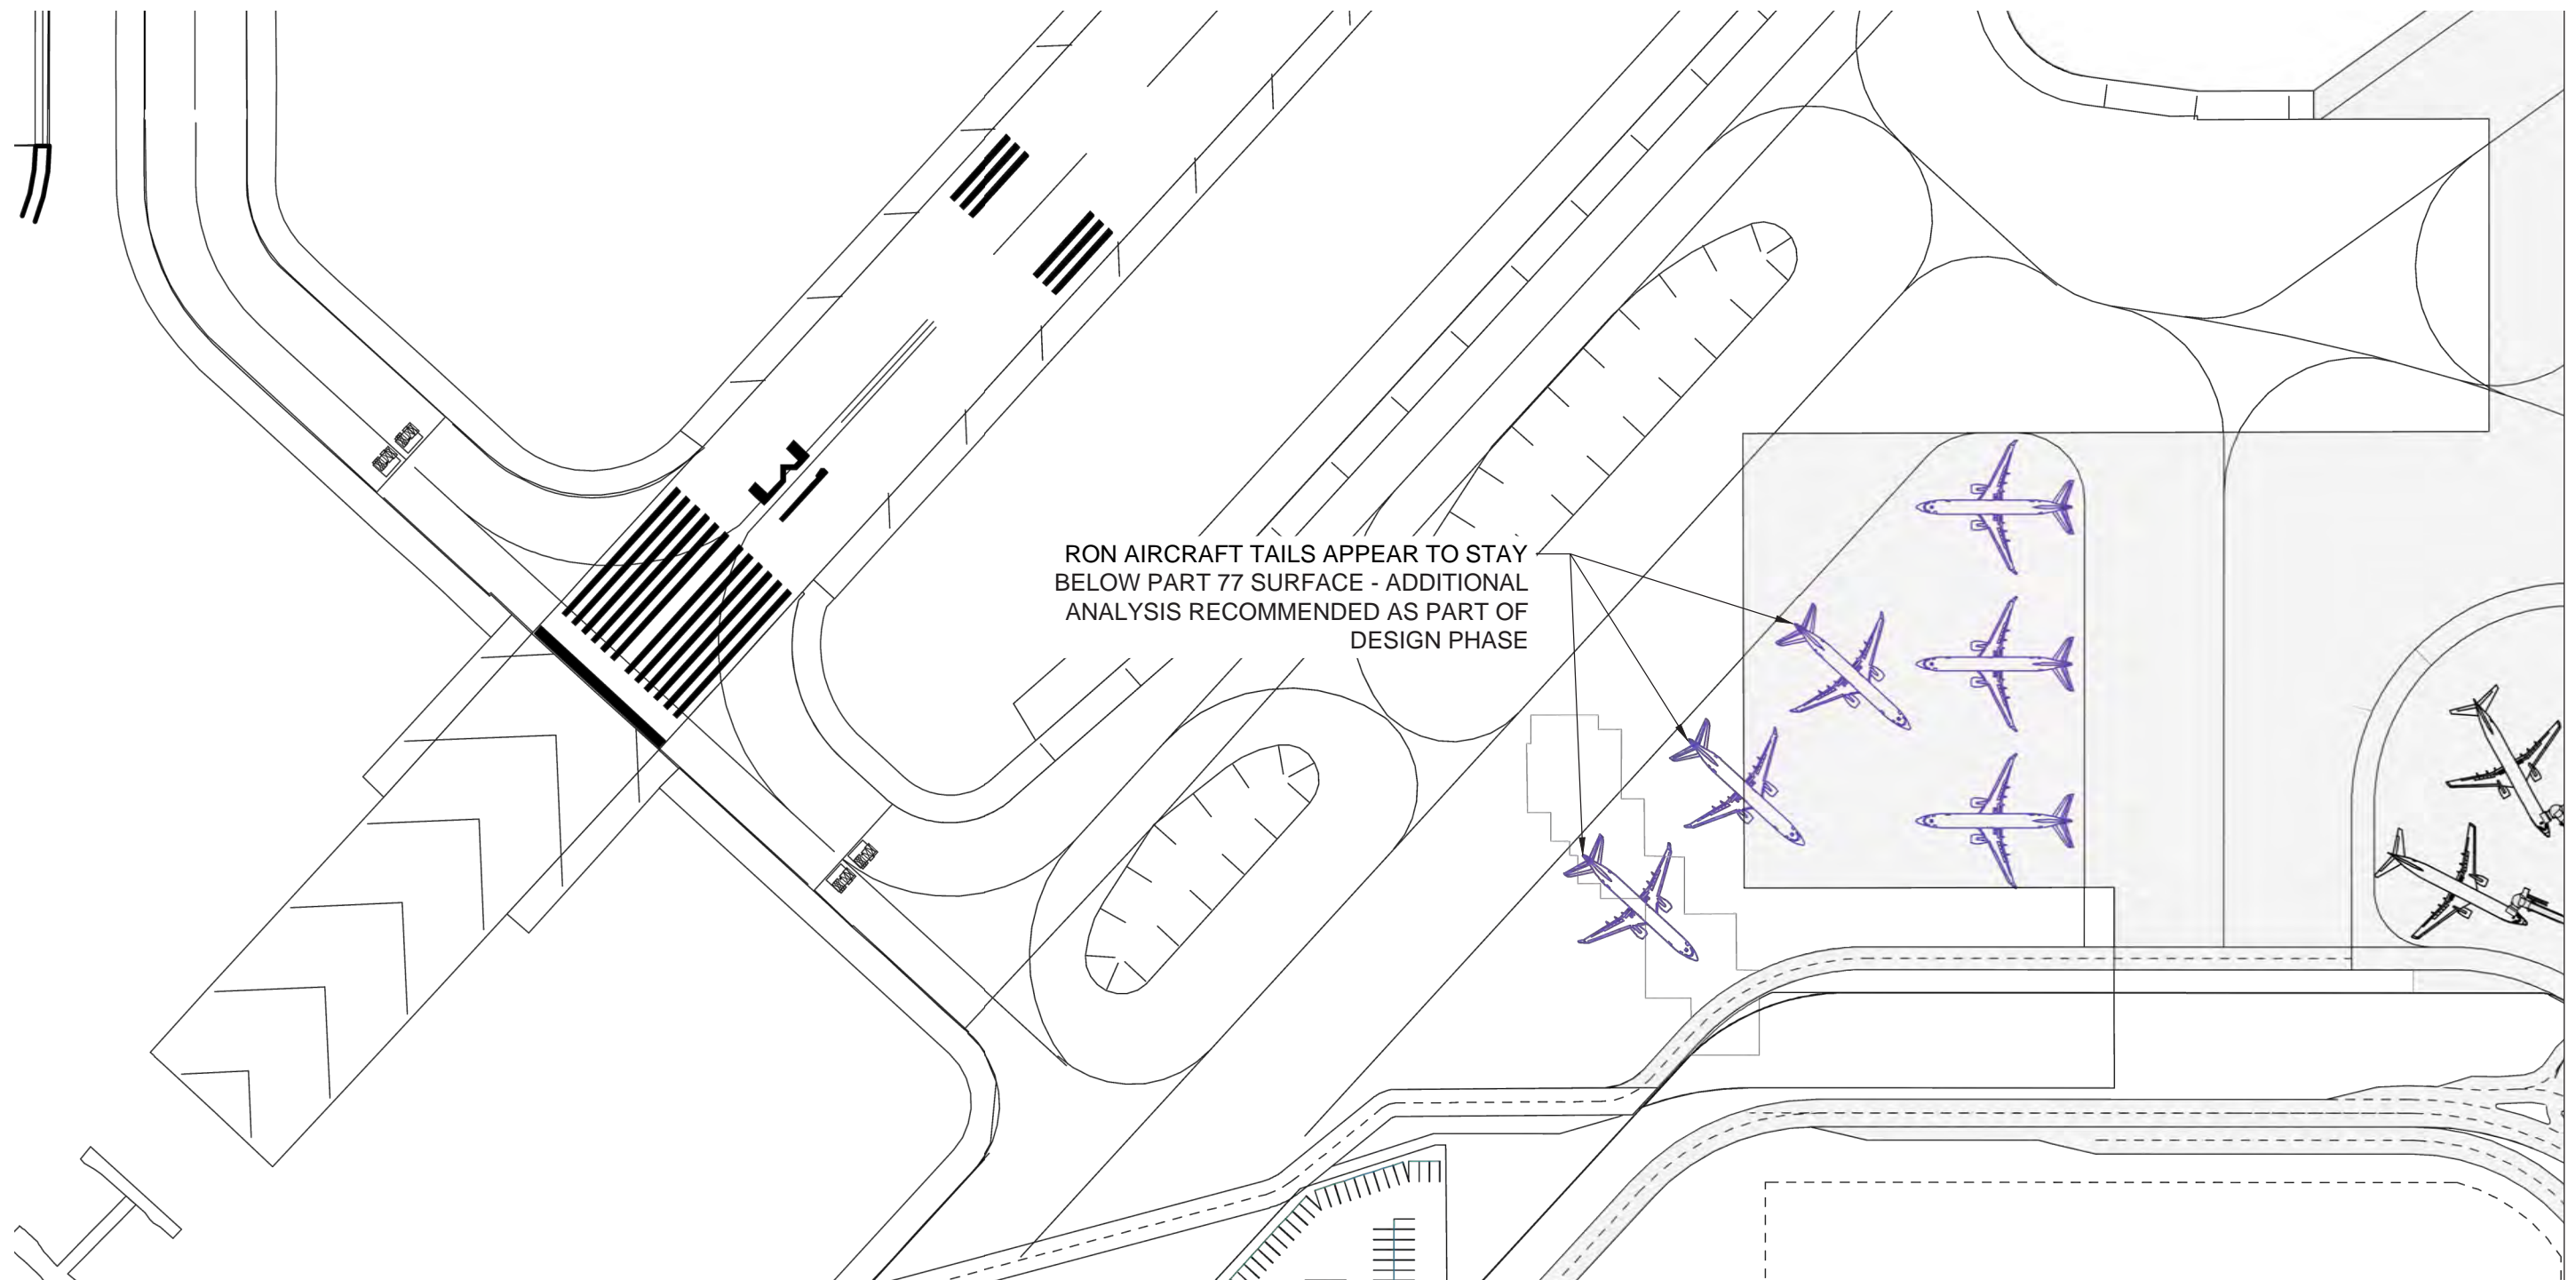 RON AIRCRAFT TAILS APPEAR TO STAY
BELOW PART 77 SURFACE - ADDITIONAL
ANALYSIS RECOMMENDED AS PART OF
DESIGN PHASE